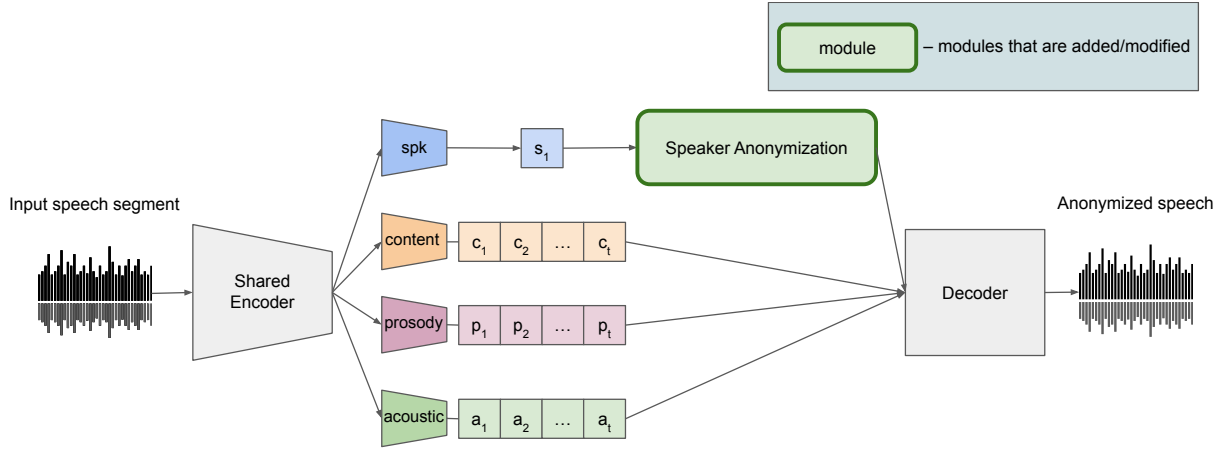 module – modules that are added/modified
spk s₁ Speaker Anonymization
Input speech segment
Anonymized speech
content c₁ c₂ … cₜ
Shared
Encoder
Decoder
prosody p₁ p₂ … pₜ
acoustic a₁ a₂ … aₜ